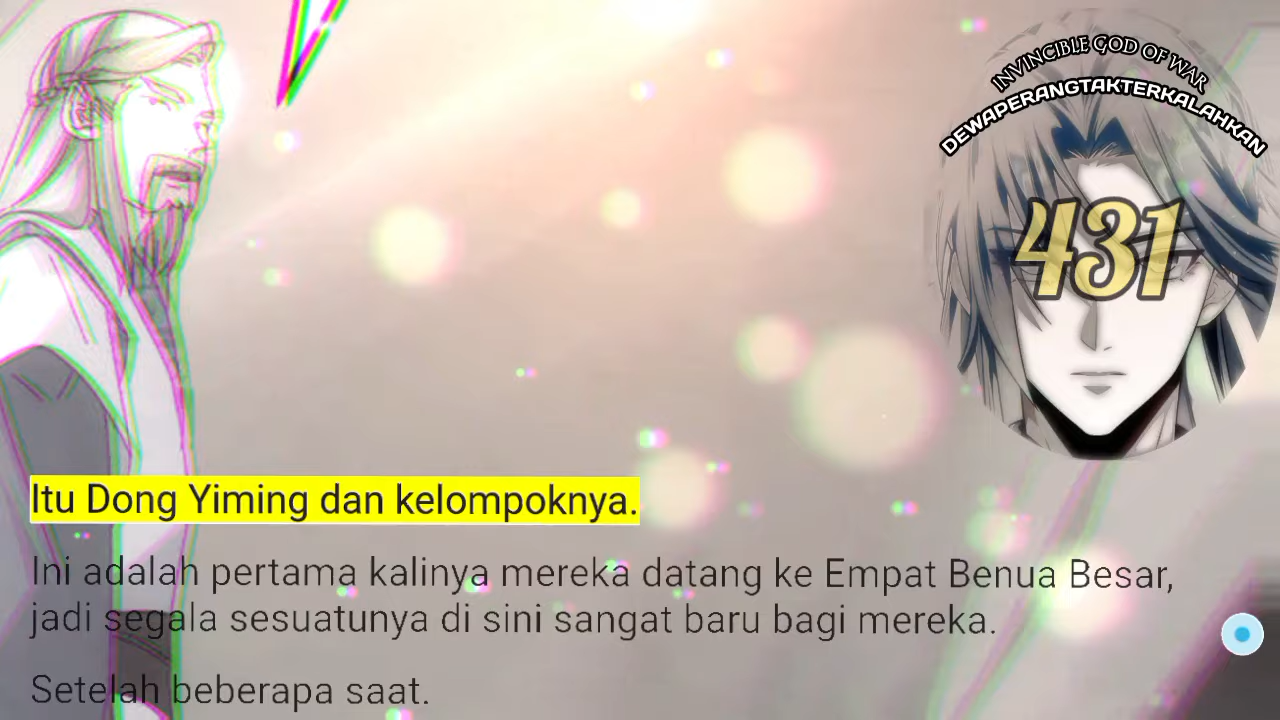 INVINCIBLE GOD OF WAR
DEWAPERANGTAKTERKALAHKAN
431
Itu Dong Yiming dan kelompoknya.
Ini adalah pertama kalinya mereka datang ke Empat Benua Besar,
jadi segala sesuatunya di sini sangat baru bagi mereka.
Setelah beberapa saat.